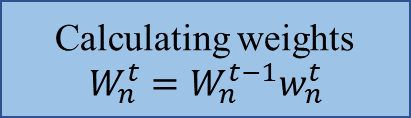 Calculating weights
$W_n^t = W_n^{t-1} w_n^t$